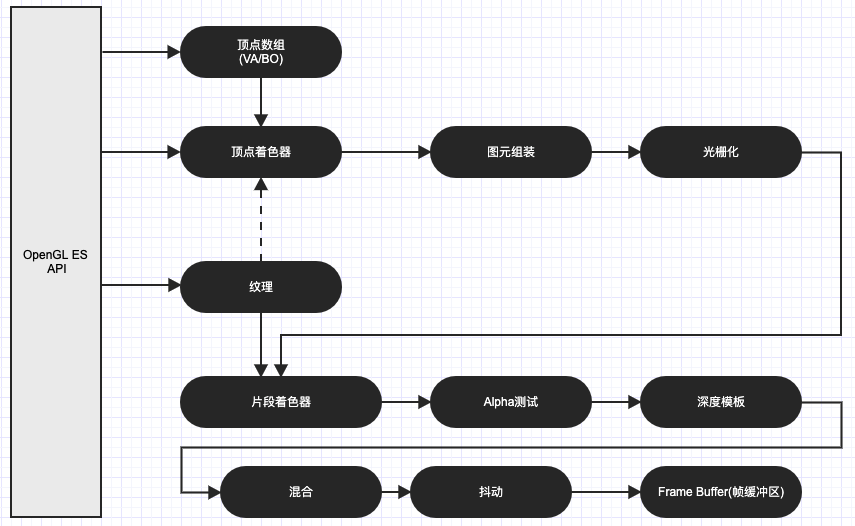 OpenGL ES
API
顶点数组
(VA/BO)
顶点着色器
图元组装
光栅化
纹理
片段着色器
Alpha测试
深度模板
混合
抖动
Frame Buffer(帧缓冲区)